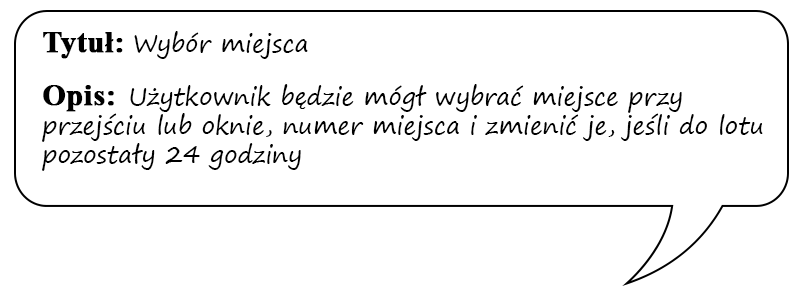 Tytuł: Wybór miejsca
Opis: Użytkownik będzie mógł wybrać miejsce przy
przejściu lub oknie, numer miejsca i zmienić je, jeśli do lotu
pozostały 24 godziny